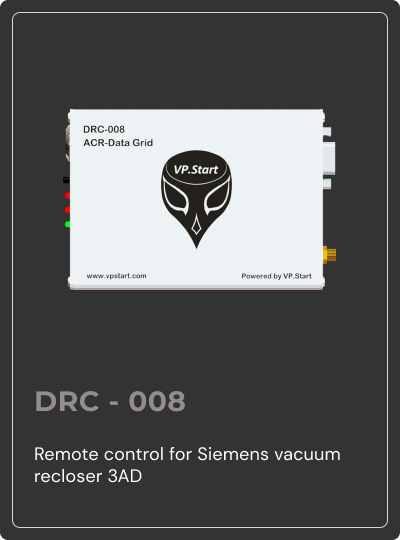 DRC-008
ACR-Data Grid
VP.Start
www.vpstart.com
Powered by VP.Start
DRC - 008
Remote control for Siemens vacuum
recloser 3AD